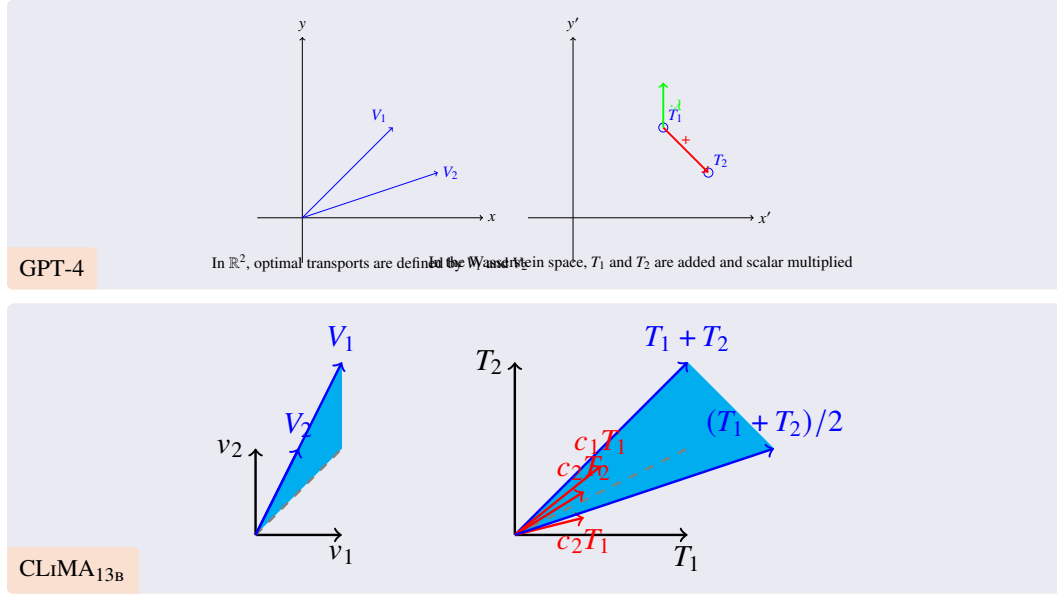 y
V₁
V₂
x
y′
λ
T₁
+
T₂
x′
In ℝ², optimal transports are defined by V₁ and V₂
In the Wasserstein space, T₁ and T₂ are added and scalar multiplied
GPT-4
V₁
V₂
v₂
v₁
T₁ + T₂
T₂
(T₁ + T₂)/2
c₁T₁
c₂T₂
c₂T₁
T₁
CLiMA₁₃ʙ